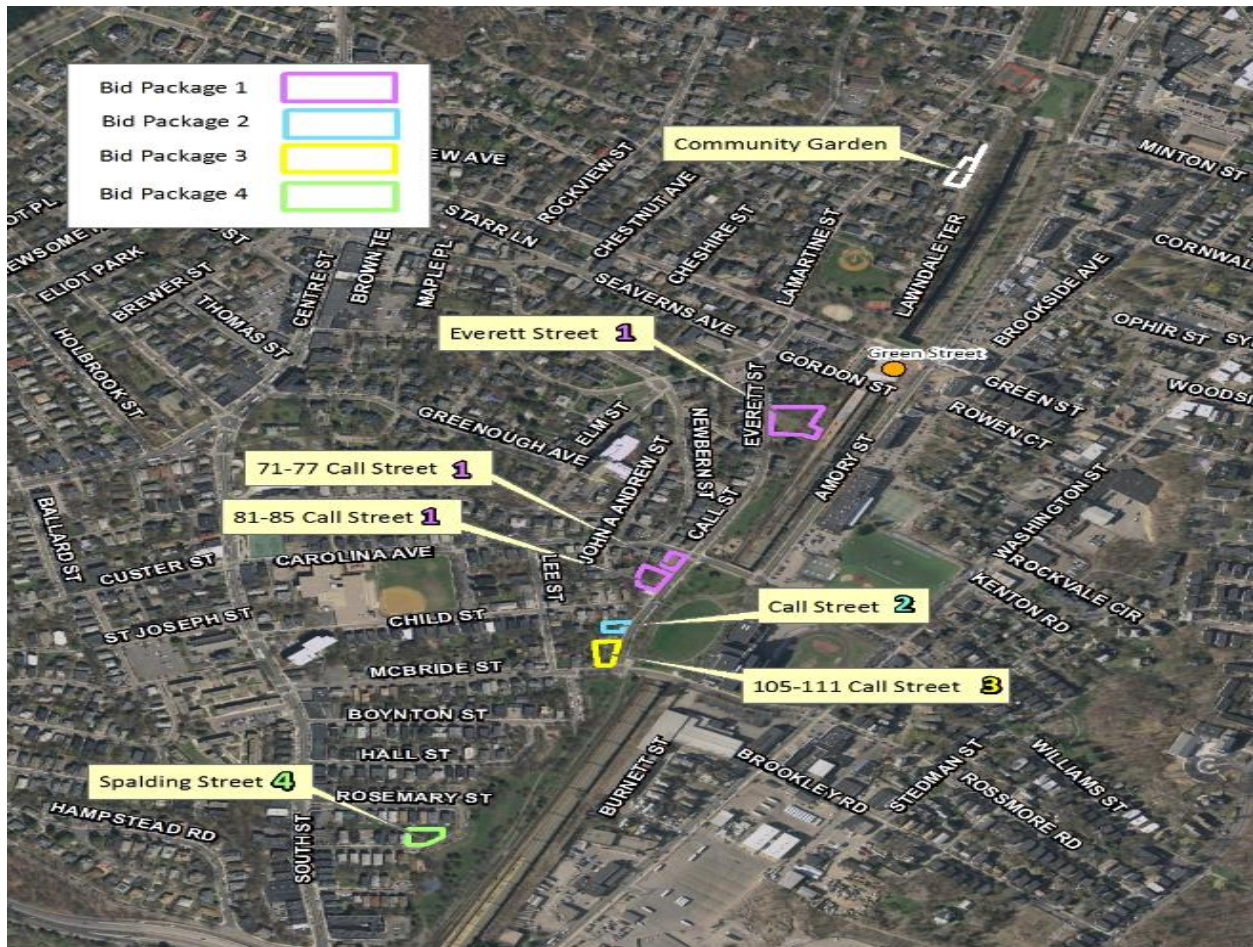 Bid Package 1
Bid Package 2
Bid Package 3
Bid Package 4
EW AVE
ROCKVIEW ST
Community Garden
MINTON ST
STARR LN
CHESTNUT AVE
CHESHIRE ST
LAMARTINE ST
LAWNDALE TER
CORNWAL
ELIOT PARK
BREWER ST
THOMAS ST
CENTRE ST
BROWN TER
MAPLE PL
SEAVERNS AVE
BROOKSIDE AVE
OPHIR ST
HOLBROOK ST
Everett Street 1
GORDON ST
Green Street
GREEN ST
WOODSI
ROWEN CT
EVERETT ST
GREENOUGH AVE
ELM ST
NEWBERN ST
AMORY ST
71-77 Call Street 1
JOHN A ANDREW ST
CALL ST
WASHINGTON ST
81-85 Call Street 1
BALLARD ST
CUSTER ST
CAROLINA AVE
LEE ST
ROCKVALE CIR
KENTON RD
ST JOSEPH ST
CHILD ST
Call Street 2
MCBRIDE ST
105-111 Call Street 3
BOYNTON ST
HALL ST
BURNETT ST
BROOKLEY RD
STEDMAN ST
WILLIAMS ST
ROSSMORE RD
Spalding Street 4
ROSEMARY ST
HAMPSTEAD RD
SOUTH ST